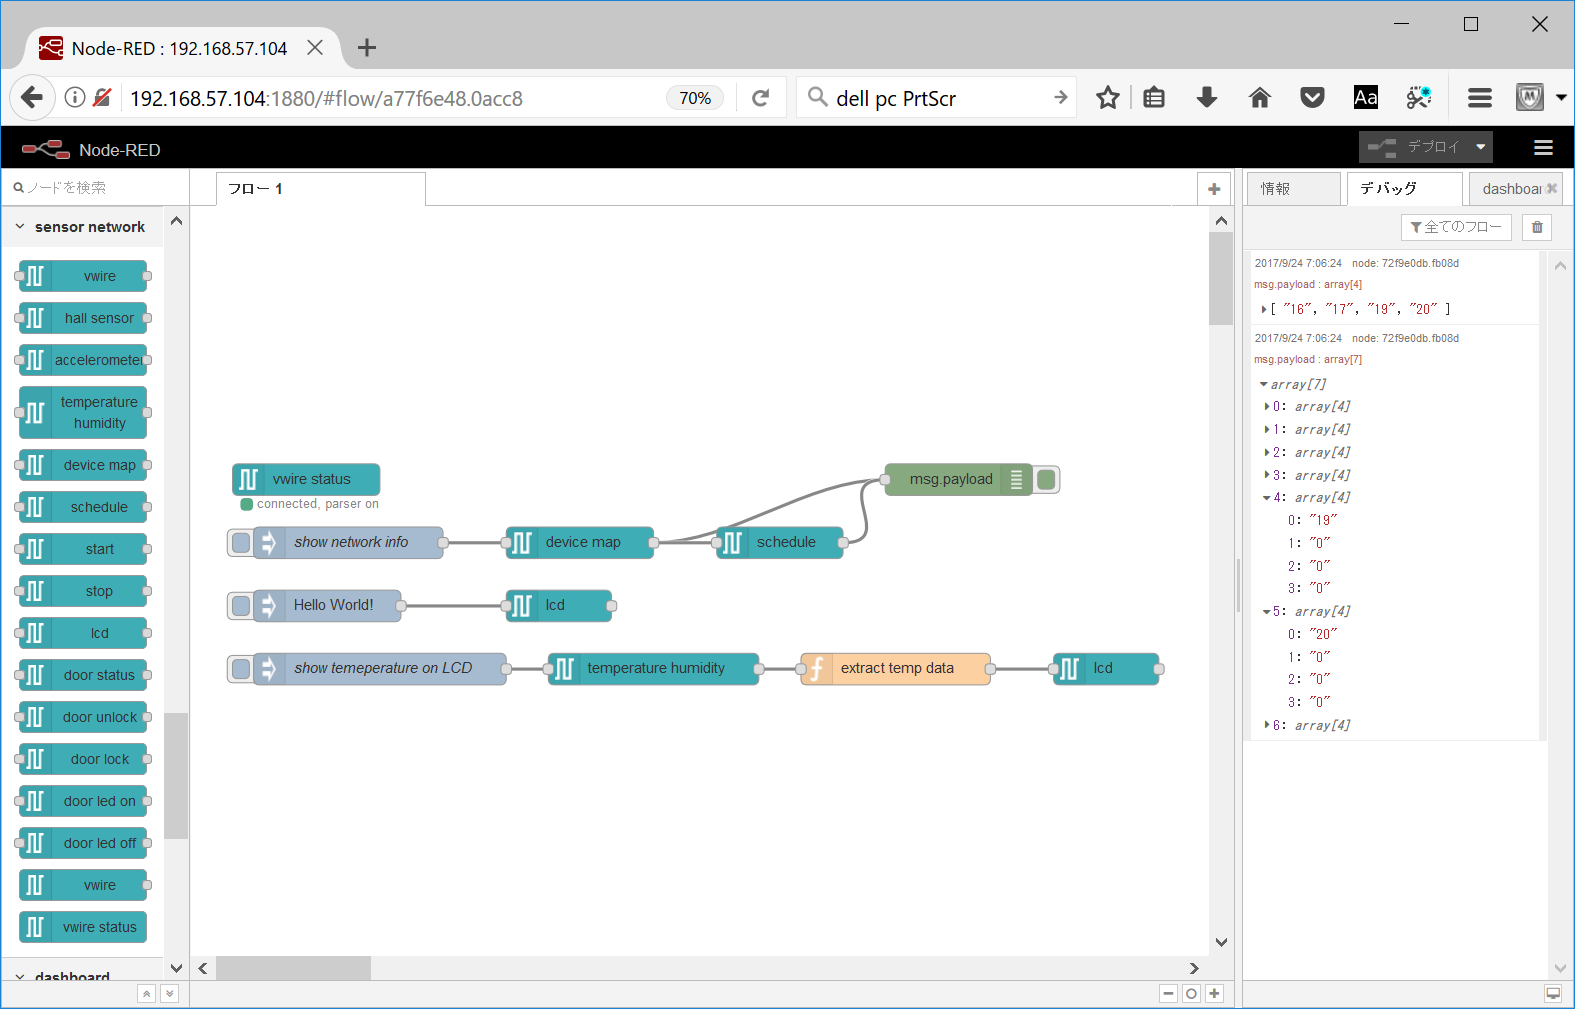 Node-RED : 192.168.57.104
192.168.57.104:1880/#flow/a77f6e48.0acc8
70%
dell pc PrtScr
Aa
Node-RED
デプロイ
ノードを検索
フロー 1
情報
デバッグ
dashboar
全てのフロー
sensor network
vwire
hall sensor
accelerometer
temperature
humidity
device map
schedule
start
stop
lcd
door status
door unlock
door lock
door led on
door led off
vwire
vwire status
dashboard
vwire status
connected, parser on
msg.payload
show network info
device map
schedule
Hello World!
lcd
show temeperature on LCD
temperature humidity
extract temp data
lcd
2017/9/24 7:06:24 node: 72f9e0db.fb08d
msg.payload : array[4]
[ "16", "17", "19", "20" ]
2017/9/24 7:06:24 node: 72f9e0db.fb08d
msg.payload : array[7]
array[7]
0: array[4]
1: array[4]
2: array[4]
3: array[4]
4: array[4]
0: "19"
1: "0"
2: "0"
3: "0"
5: array[4]
0: "20"
1: "0"
2: "0"
3: "0"
6: array[4]